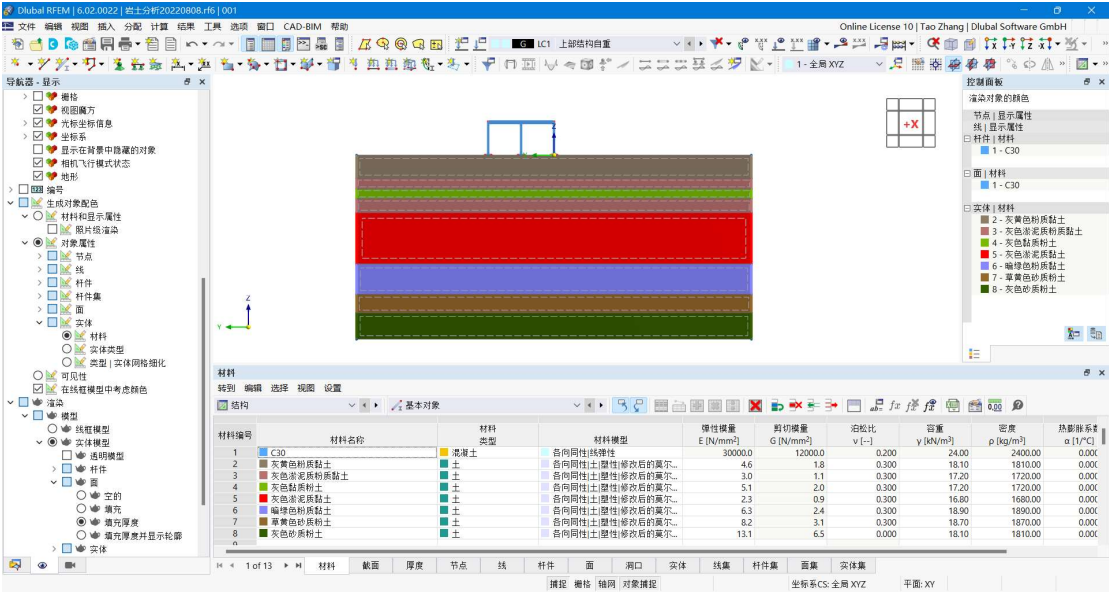 Dlubal RFEM | 6.02.0022 | 岩土分析20220808.rf6 | 001
文件 编辑 视图 插入 分配 计算 结果 工具 选项 窗口 CAD-BIM 帮助
Online License 10 | Tao Zhang | Dlubal Software GmbH
G LC1 上部结构自重
1 - 全局 XYZ
导航器 - 显示
栅格
视图魔方
光标坐标信息
坐标系
显示在背景中隐藏的对象
相机飞行模式状态
地形
123 编号
生成对象配色
材料和显示属性
照片级渲染
对象属性
节点
线
杆件
杆件集
面
实体
材料
实体类型
类型 | 实体网格细化
可见性
在线框模型中考虑颜色
渲染
模型
线框模型
实体模型
透明模型
杆件
面
空的
填充
填充厚度
填充厚度并显示轮廓
实体
+X
Z
Y
控制面板
渲染对象的颜色
节点 | 显示属性
线 | 显示属性
杆件 | 材料
1 - C30
面 | 材料
1 - C30
实体 | 材料
2 - 灰黄色粉质黏土
3 - 灰色淤泥质粉质黏土
4 - 灰色黏质粉土
5 - 灰色淤泥质黏土
6 - 暗绿色粉质黏土
7 - 草黄色砂质粉土
8 - 灰色砂质粉土
材料
转到 编辑 选择 视图 设置
结构 基本对象
材料编号 材料名称 材料类型 材料模型 弹性模量 E [N/mm²] 剪切模量 G [N/mm²] 泊松比 ν [--] 容重 γ [kN/m³] 密度 ρ [kg/m³] 热膨胀系数 α [1/°C]
1 C30 混凝土 各向同性|线弹性 30000.0 12000.0 0.200 24.00 2400.00 0.000
2 灰黄色粉质黏土 土 各向同性|土|塑性|修改后的莫尔... 4.6 1.8 0.300 18.10 1810.00 0.000
3 灰色淤泥质粉质黏土 土 各向同性|土|塑性|修改后的莫尔... 3.0 1.1 0.300 17.20 1720.00 0.000
4 灰色黏质粉土 土 各向同性|土|塑性|修改后的莫尔... 5.1 2.0 0.300 17.20 1720.00 0.000
5 灰色淤泥质黏土 土 各向同性|土|塑性|修改后的莫尔... 2.3 0.9 0.300 16.80 1680.00 0.000
6 暗绿色粉质黏土 土 各向同性|土|塑性|修改后的莫尔... 6.3 2.4 0.300 18.90 1890.00 0.000
7 草黄色砂质粉土 土 各向同性|土|塑性|修改后的莫尔... 8.2 3.1 0.300 18.70 1870.00 0.000
8 灰色砂质粉土 土 各向同性|土|塑性|修改后的莫尔... 13.1 6.5 0.000 18.10 1810.00 0.000
1 of 13 材料 截面 厚度 节点 线 杆件 面 洞口 实体 线集 杆件集 面集 实体集
捕捉 栅格 轴网 对象捕捉 坐标系CS: 全局 XYZ 平面: XY